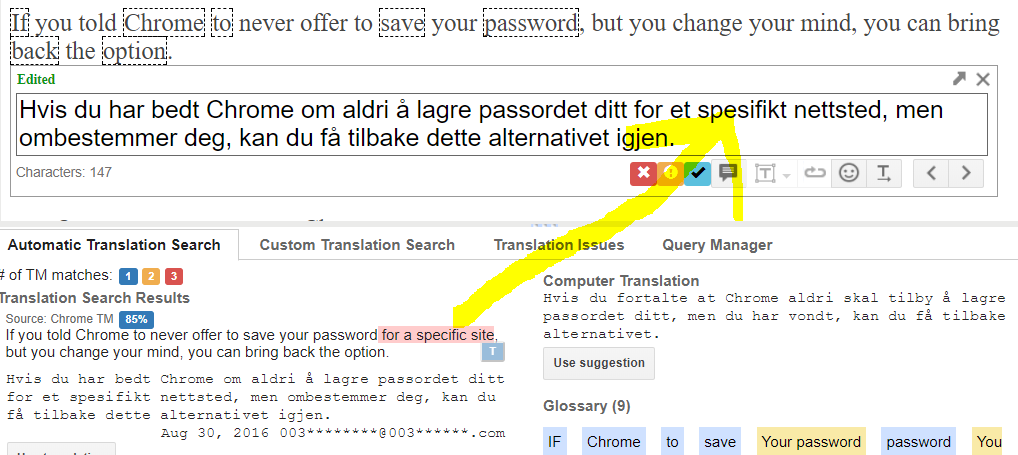 If you told Chrome to never offer to save your password, but you change your mind, you can bring
back the option.
Edited
Hvis du har bedt Chrome om aldri å lagre passordet ditt for et spesifikt nettsted, men
ombestemmer deg, kan du få tilbake dette alternativet igjen.
Characters: 147
Automatic Translation Search
Custom Translation Search
Translation Issues
Query Manager
# of TM matches: 1 2 3
Translation Search Results
Source: Chrome TM 85%
If you told Chrome to never offer to save your password for a specific site,
but you change your mind, you can bring back the option.
T
Hvis du har bedt Chrome om aldri å lagre passordet ditt
for et spesifikt nettsted, men ombestemmer deg, kan du
få tilbake dette alternativet igjen.
Aug 30, 2016 003********@003******.com
Computer Translation
Hvis du fortalte at Chrome aldri skal tilby å lagre
passordet ditt, men du har vondt, kan du få tilbake
alternativet.
Use suggestion
Glossary (9)
IF Chrome to save Your password password You